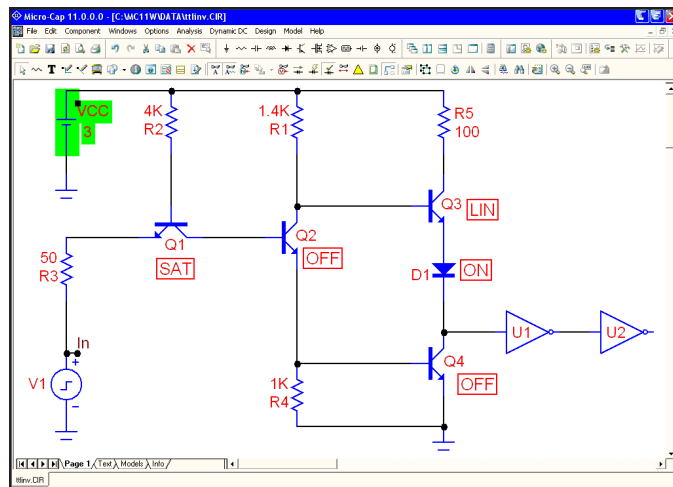 Micro-Cap 11.0.0.0 - [C:\MC11W\DATA\ttlinv.CIR]
File Edit Component Windows Options Analysis Dynamic DC Design Model Help
VCC
3
4K
R2
1.4K
R1
R5
100
Q3
LIN
Q1
SAT
Q2
OFF
50
R3
D1
ON
In
U1
U2
V1
+
−
1K
R4
Q4
OFF
Page 1 Text Models Info
ttlinv.CIR